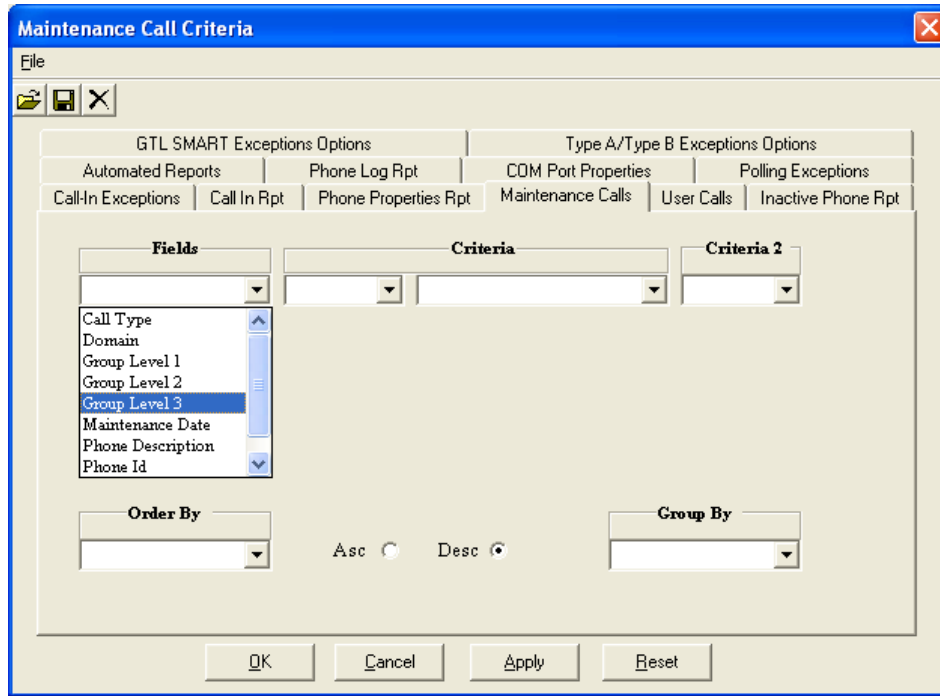 Maintenance Call Criteria
File
GTL SMART Exceptions Options
Type A/Type B Exceptions Options
Automated Reports
Phone Log Rpt
COM Port Properties
Polling Exceptions
Call-In Exceptions
Call In Rpt
Phone Properties Rpt
Maintenance Calls
User Calls
Inactive Phone Rpt
Fields
Criteria
Criteria 2
Call Type
Domain
Group Level 1
Group Level 2
Group Level 3
Maintenance Date
Phone Description
Phone Id
Order By
Asc
Desc
Group By
OK
Cancel
Apply
Reset